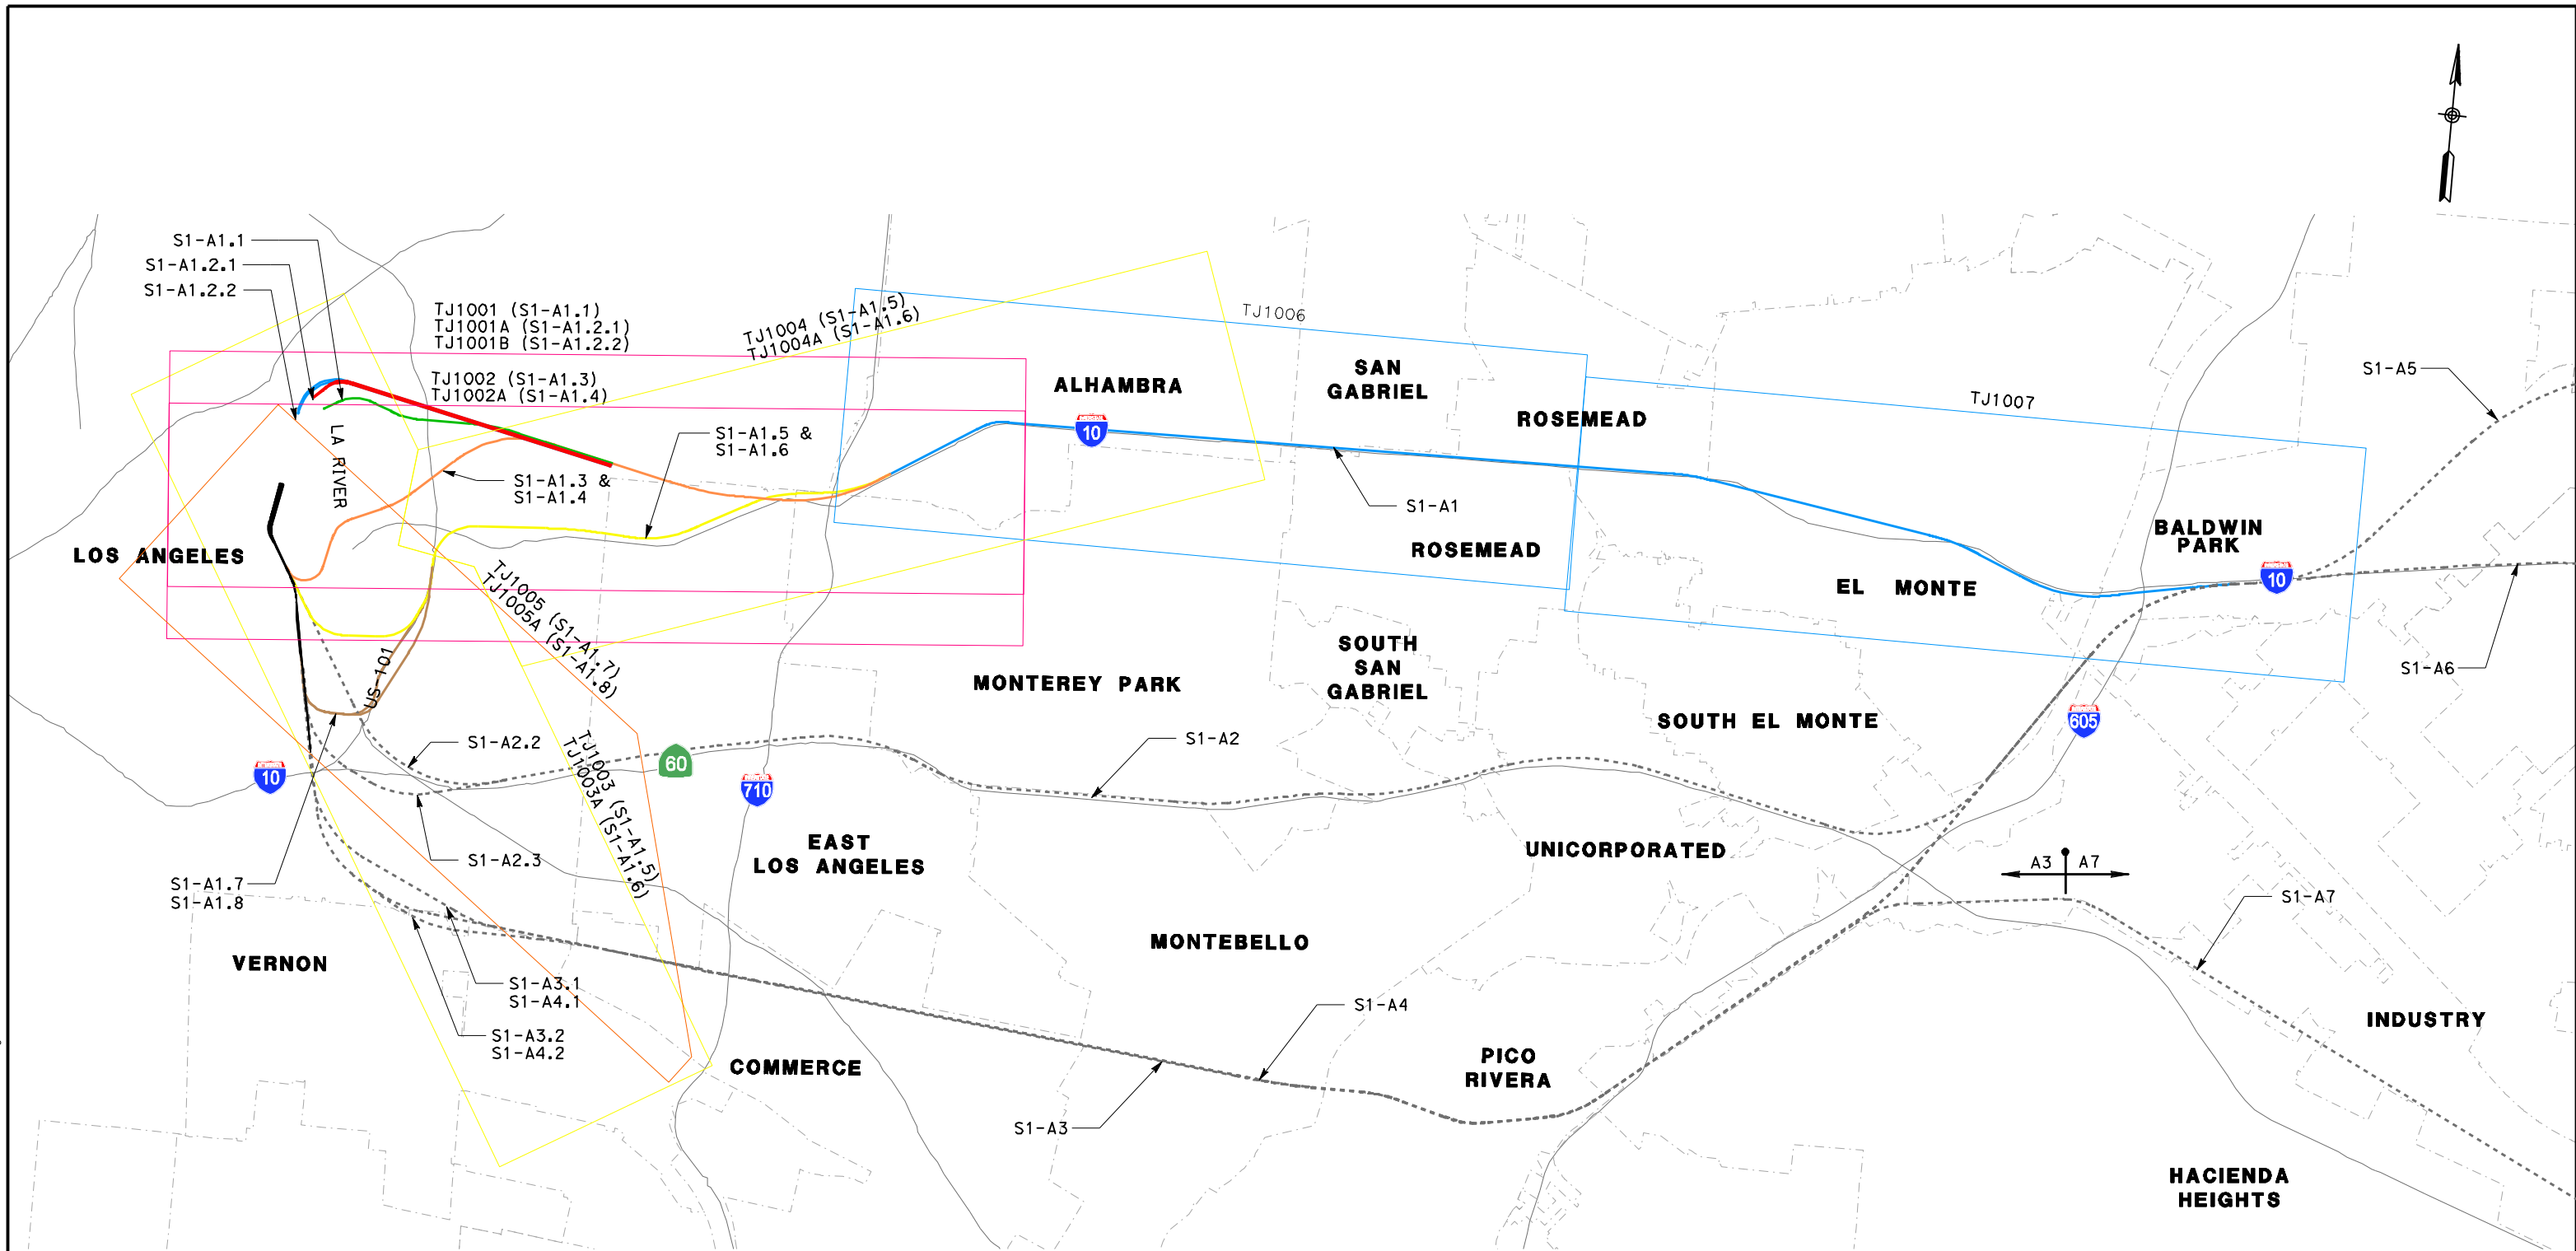 S1-A1.1
S1-A1.2.1
S1-A1.2.2
TJ1001 (S1-A1.1)
TJ1001A (S1-A1.2.1)
TJ1001B (S1-A1.2.2)
TJ1004 (S1-A1.5)
TJ1004A (S1-A1.6)
TJ1006
TJ1002 (S1-A1.3)
TJ1002A (S1-A1.4)
LA RIVER
ALHAMBRA
SAN
GABRIEL
ROSEMEAD
TJ1007
S1-A5
10
S1-A1.5 &
S1-A1.6
S1-A1.3 &
S1-A1.4
S1-A1
LOS ANGELES
ROSEMEAD
BALDWIN
PARK
EL MONTE
10
TJ1005 (S1-A1.7)
TJ1005A (S1-A1.8)
US-101
MONTEREY PARK
SOUTH
SAN
GABRIEL
SOUTH EL MONTE
605
S1-A6
S1-A2.2
60
S1-A2
10
710
TJ1003 (S1-A1.5)
TJ1003A (S1-A1.6)
S1-A2.3
EAST
LOS ANGELES
UNICORPORATED
A3
A7
S1-A7
S1-A1.7
S1-A1.8
VERNON
MONTEBELLO
S1-A3.1
S1-A4.1
S1-A4
INDUSTRY
S1-A3.2
S1-A4.2
COMMERCE
PICO
RIVERA
S1-A3
HACIENDA
HEIGHTS